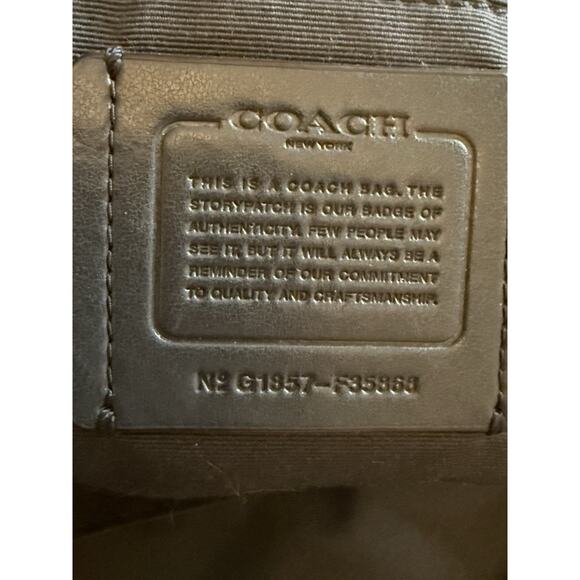 COACH
NEW YORK
THIS IS A COACH BAG. THE
STORYPATCH IS OUR BADGE OF
AUTHENTICITY. FEW PEOPLE MAY
SEE IT, BUT IT WILL ALWAYS BE A
REMINDER OF OUR COMMITMENT
TO QUALITY AND CRAFTSMANSHIP.
Nº G1857-F35868